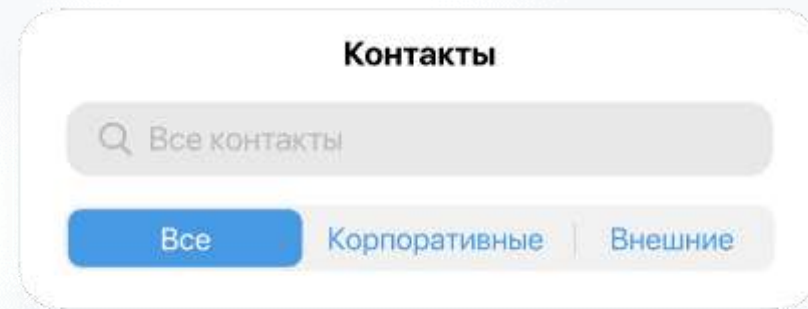 Контакты
Все контакты
Все Корпоративные Внешние